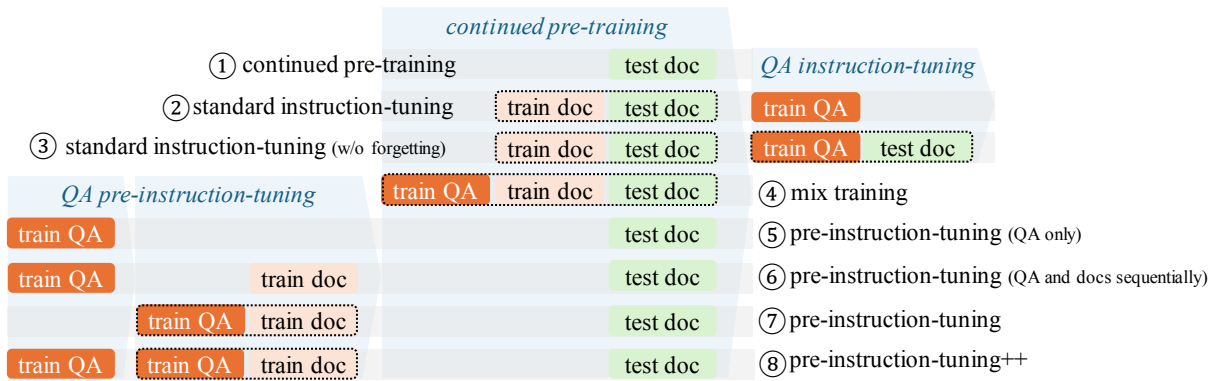 continued pre-training
① continued pre-training test doc QA instruction-tuning
② standard instruction-tuning train doc test doc train QA
③ standard instruction-tuning (w/o forgetting) train doc test doc train QA test doc
QA pre-instruction-tuning train QA train doc test doc ④ mix training
train QA test doc ⑤ pre-instruction-tuning (QA only)
train QA train doc test doc ⑥ pre-instruction-tuning (QA and docs sequentially)
train QA train doc test doc ⑦ pre-instruction-tuning
train QA train QA train doc test doc ⑧ pre-instruction-tuning++